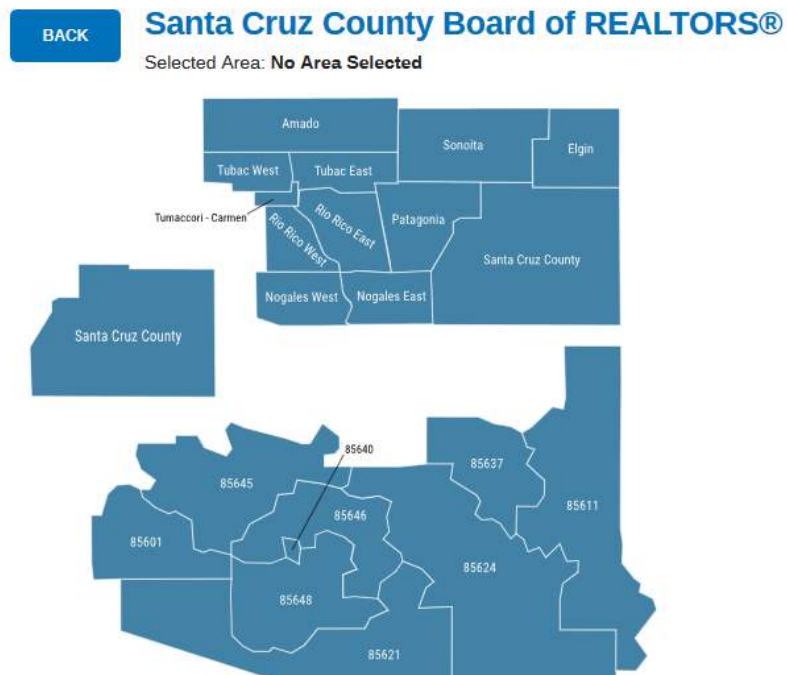 BACK
Santa Cruz County Board of REALTORS®
Selected Area: No Area Selected
Amado
Sonoita
Elgin
Tubac West
Tubac East
Tumaccori - Carmen
Rio Rico West
Rio Rico East
Patagonia
Santa Cruz County
Nogales West
Nogales East
Santa Cruz County
85640
85637
85645
85611
85646
85601
85624
85648
85621